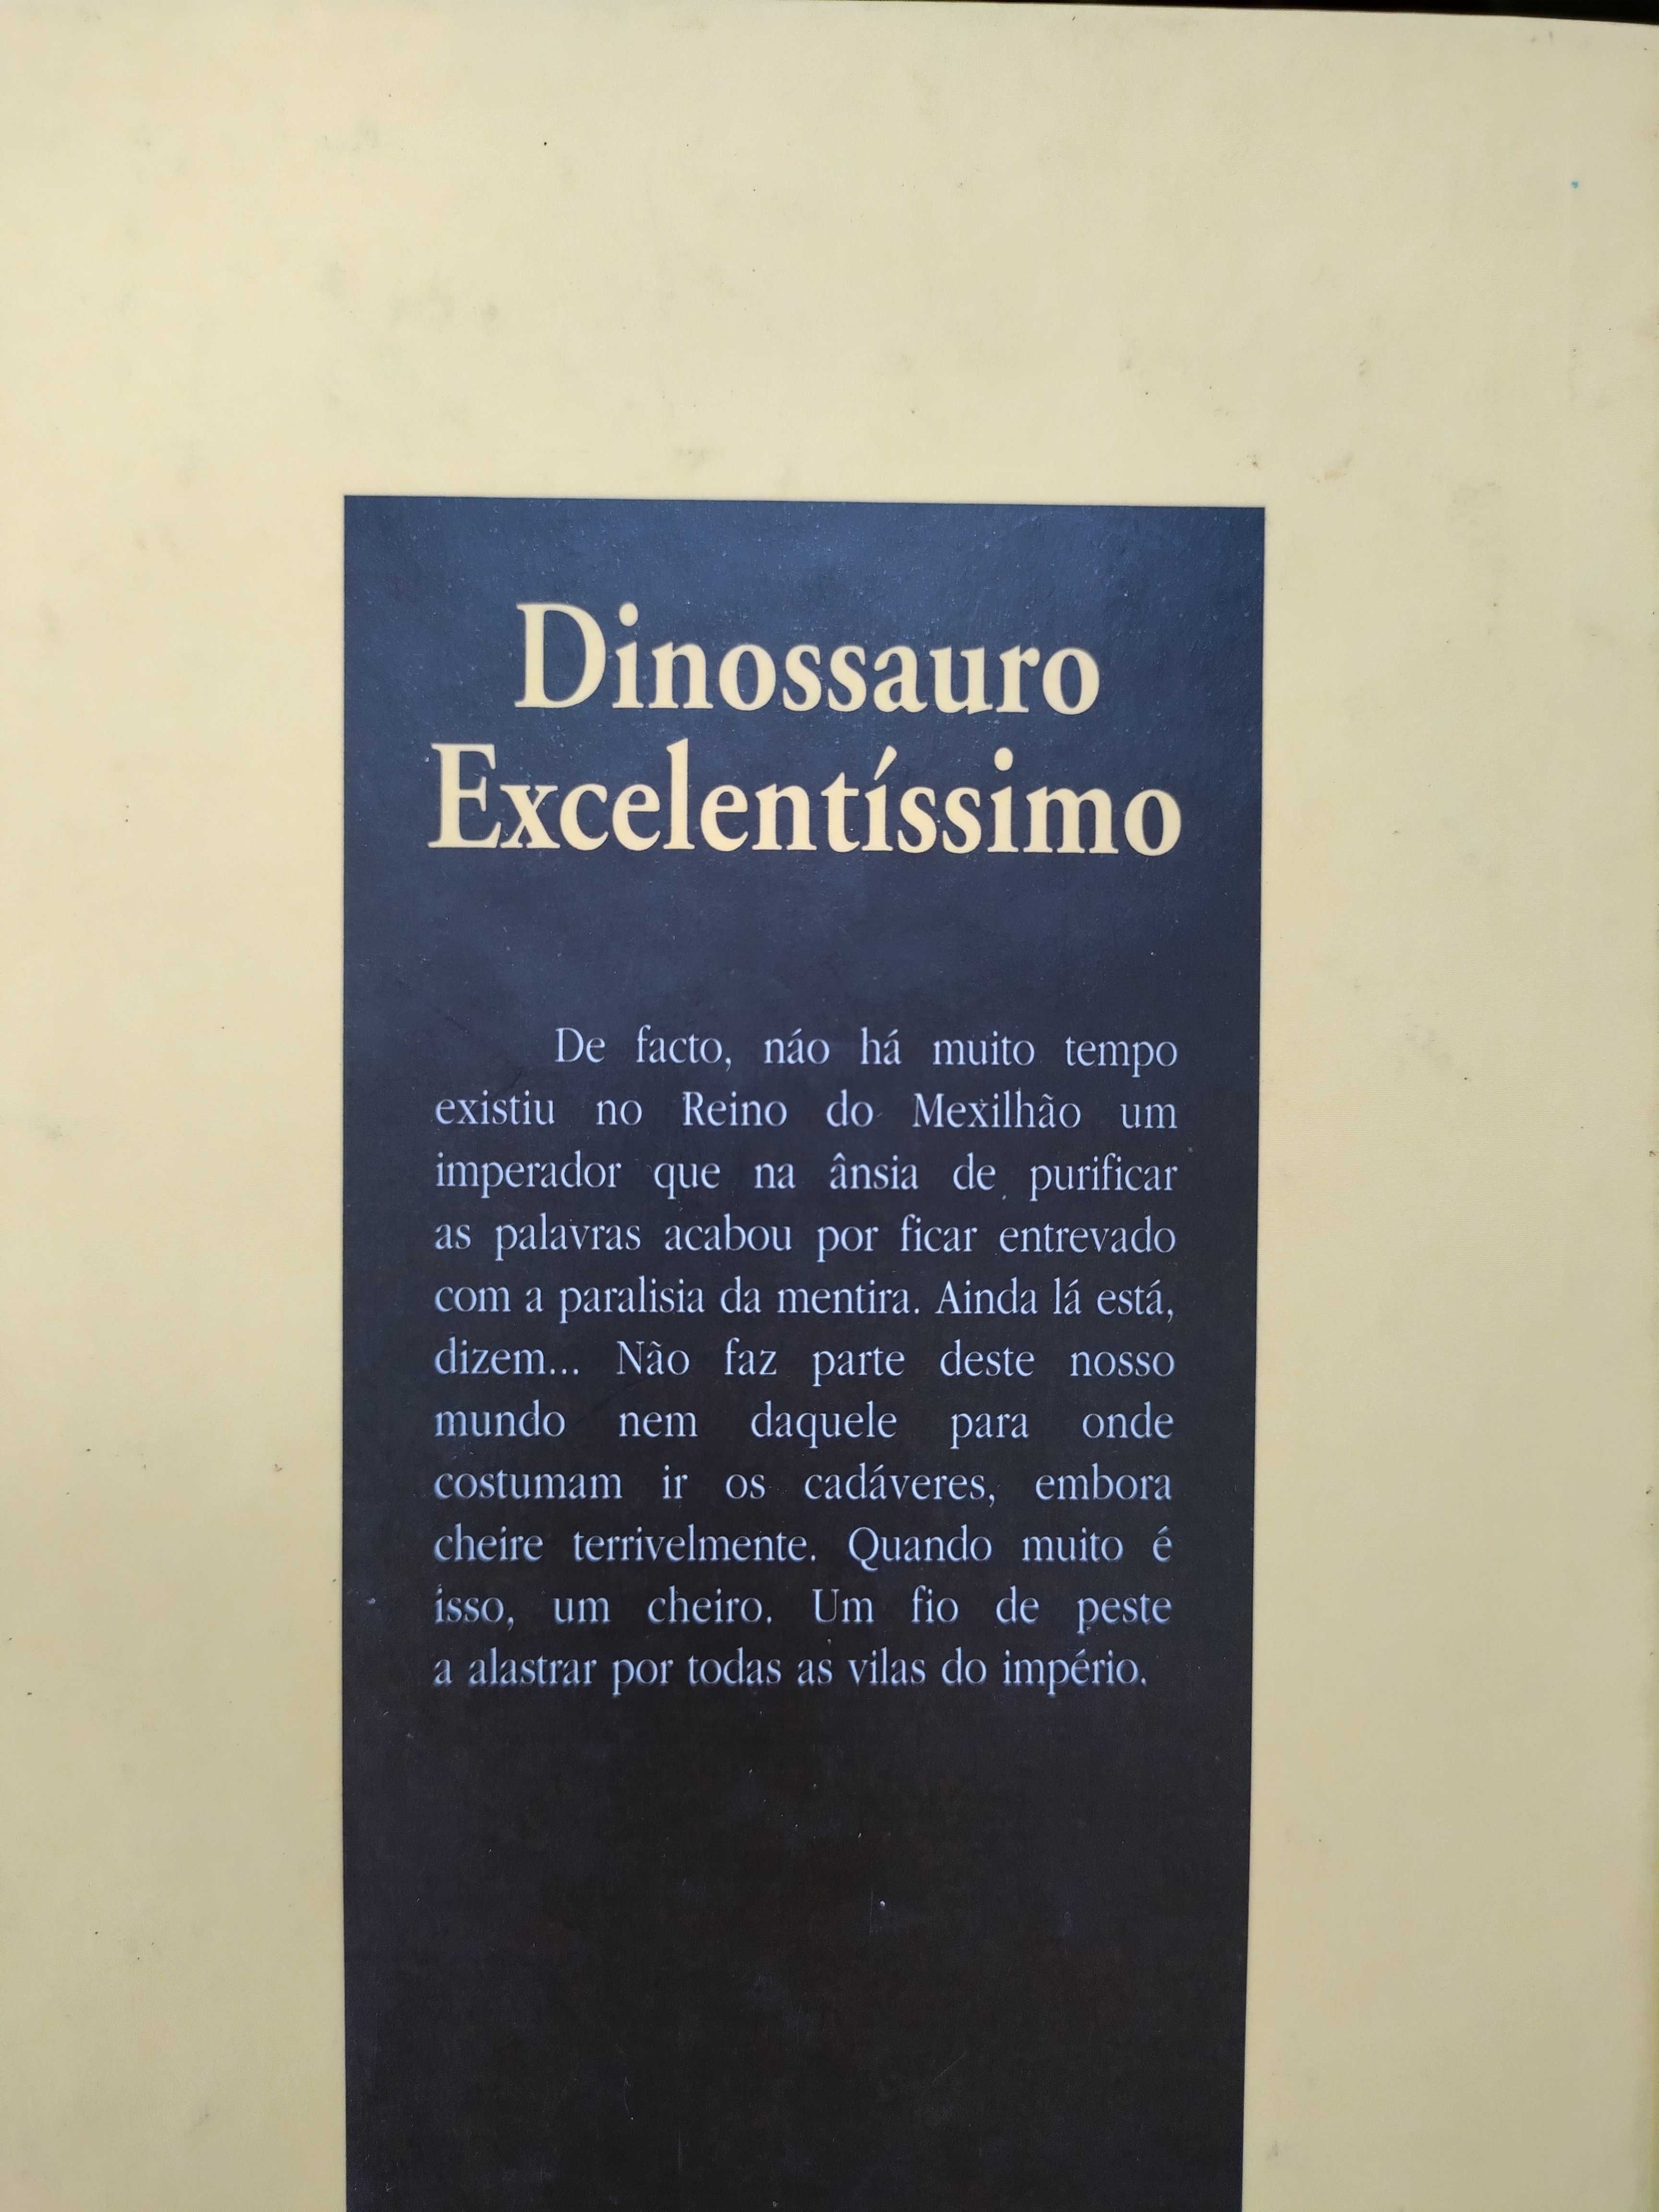 Dinossauro
Excelentíssimo
De facto, náo há muito tempo
existiu no Reino do Mexilhão um
imperador que na ânsia de purificar
as palavras acabou por ficar entrevado
com a paralisia da mentira. Ainda lá está,
dizem... Não faz parte deste nosso
mundo nem daquele para onde
costumam ir os cadáveres, embora
cheire terrivelmente. Quando muito é
isso, um cheiro. Um fio de peste
a alastrar por todas as vilas do império.